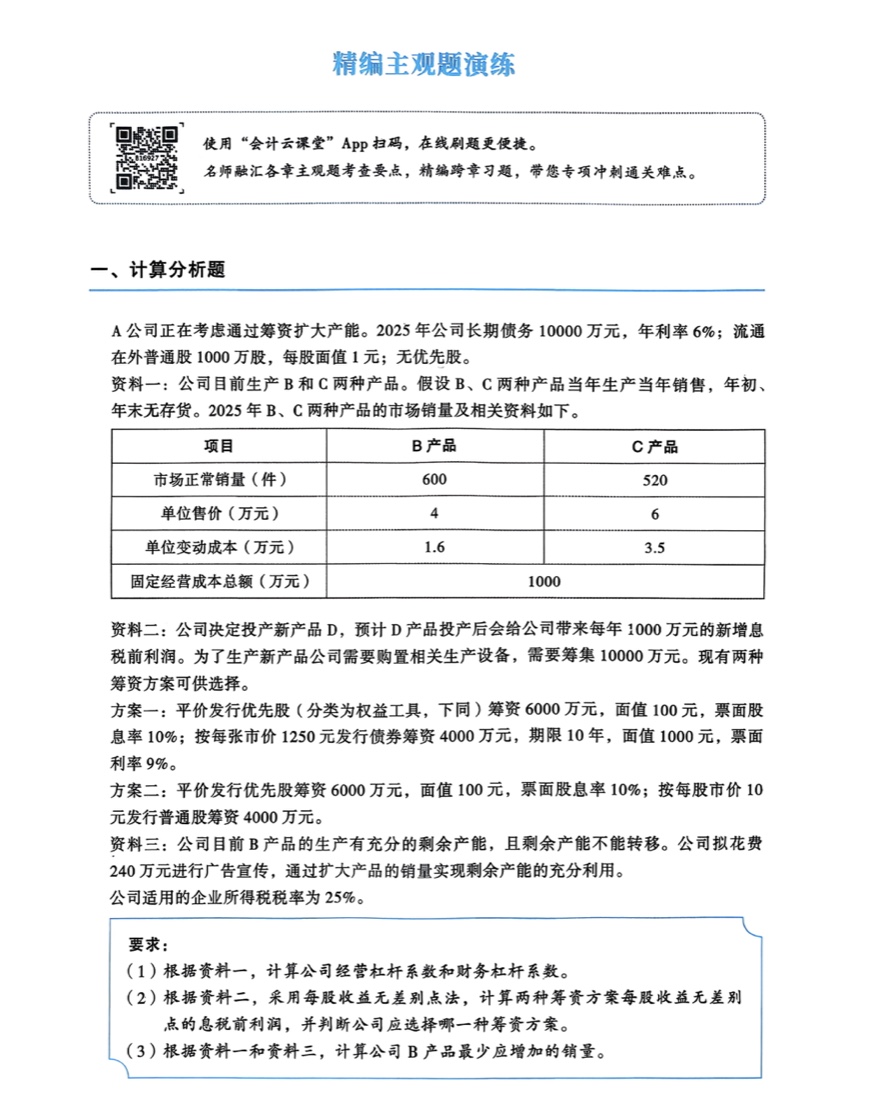 精编主观题演练
816927
使用“会计云课堂”App扫码，在线刷题更便捷。
名师融汇各章主观题考查要点，精编跨章习题，带您专项冲刺通关难点。
一、计算分析题
A公司正在考虑通过筹资扩大产能。2025年公司长期债务10000万元，年利率6%；流通
在外普通股1000万股，每股面值1元；无优先股。
资料一：公司目前生产B和C两种产品。假设B、C两种产品当年生产当年销售，年初、
年末无存货。2025年B、C两种产品的市场销量及相关资料如下。
项目 B产品 C产品
市场正常销量（件） 600 520
单位售价（万元） 4 6
单位变动成本（万元） 1.6 3.5
固定经营成本总额（万元） 1000
资料二：公司决定投产新产品D，预计D产品投产后会给公司带来每年1000万元的新增息
税前利润。为了生产新产品公司需要购置相关生产设备，需要筹集10000万元。现有两种
筹资方案可供选择。
方案一：平价发行优先股（分类为权益工具，下同）筹资6000万元，面值100元，票面股
息率10%；按每张市价1250元发行债券筹资4000万元，期限10年，面值1000元，票面
利率9%。
方案二：平价发行优先股筹资6000万元，面值100元，票面股息率10%；按每股市价10
元发行普通股筹资4000万元。
资料三：公司目前B产品的生产有充分的剩余产能，且剩余产能不能转移。公司拟花费
240万元进行广告宣传，通过扩大产品的销量实现剩余产能的充分利用。
公司适用的企业所得税税率为25%。
要求：
（1）根据资料一，计算公司经营杠杆系数和财务杠杆系数。
（2）根据资料二，采用每股收益无差别点法，计算两种筹资方案每股收益无差别
点的息税前利润，并判断公司应选择哪一种筹资方案。
（3）根据资料一和资料三，计算公司B产品最少应增加的销量。